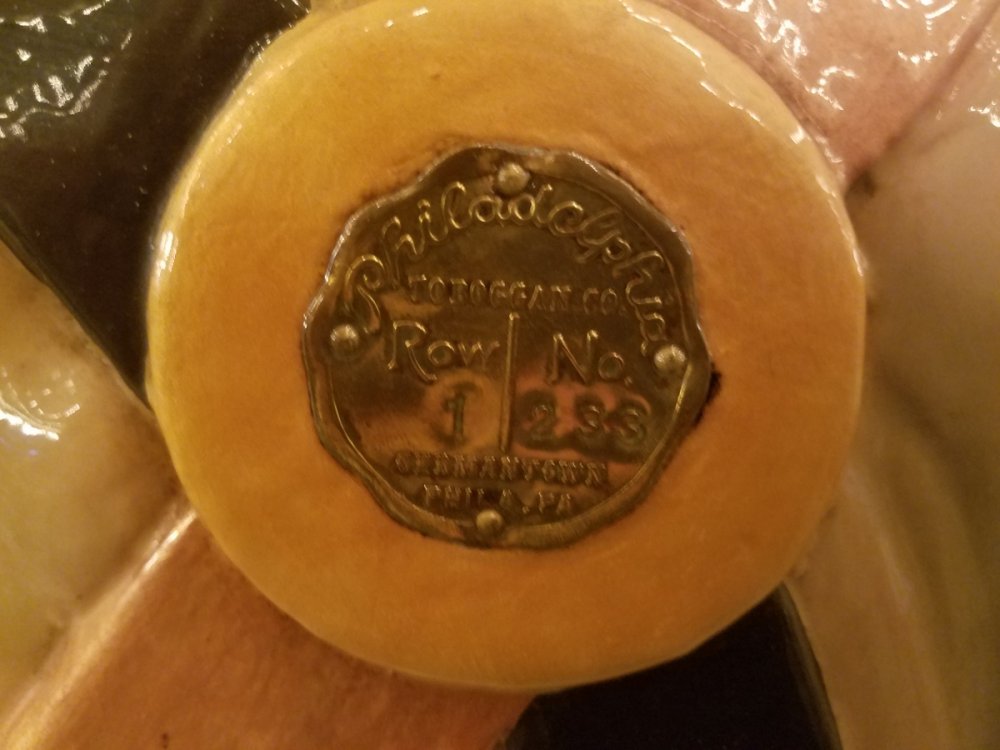 Philadelphia
TOBOGGAN CO.
Row No.
1 233
GERMANTOWN
PHILA., PA